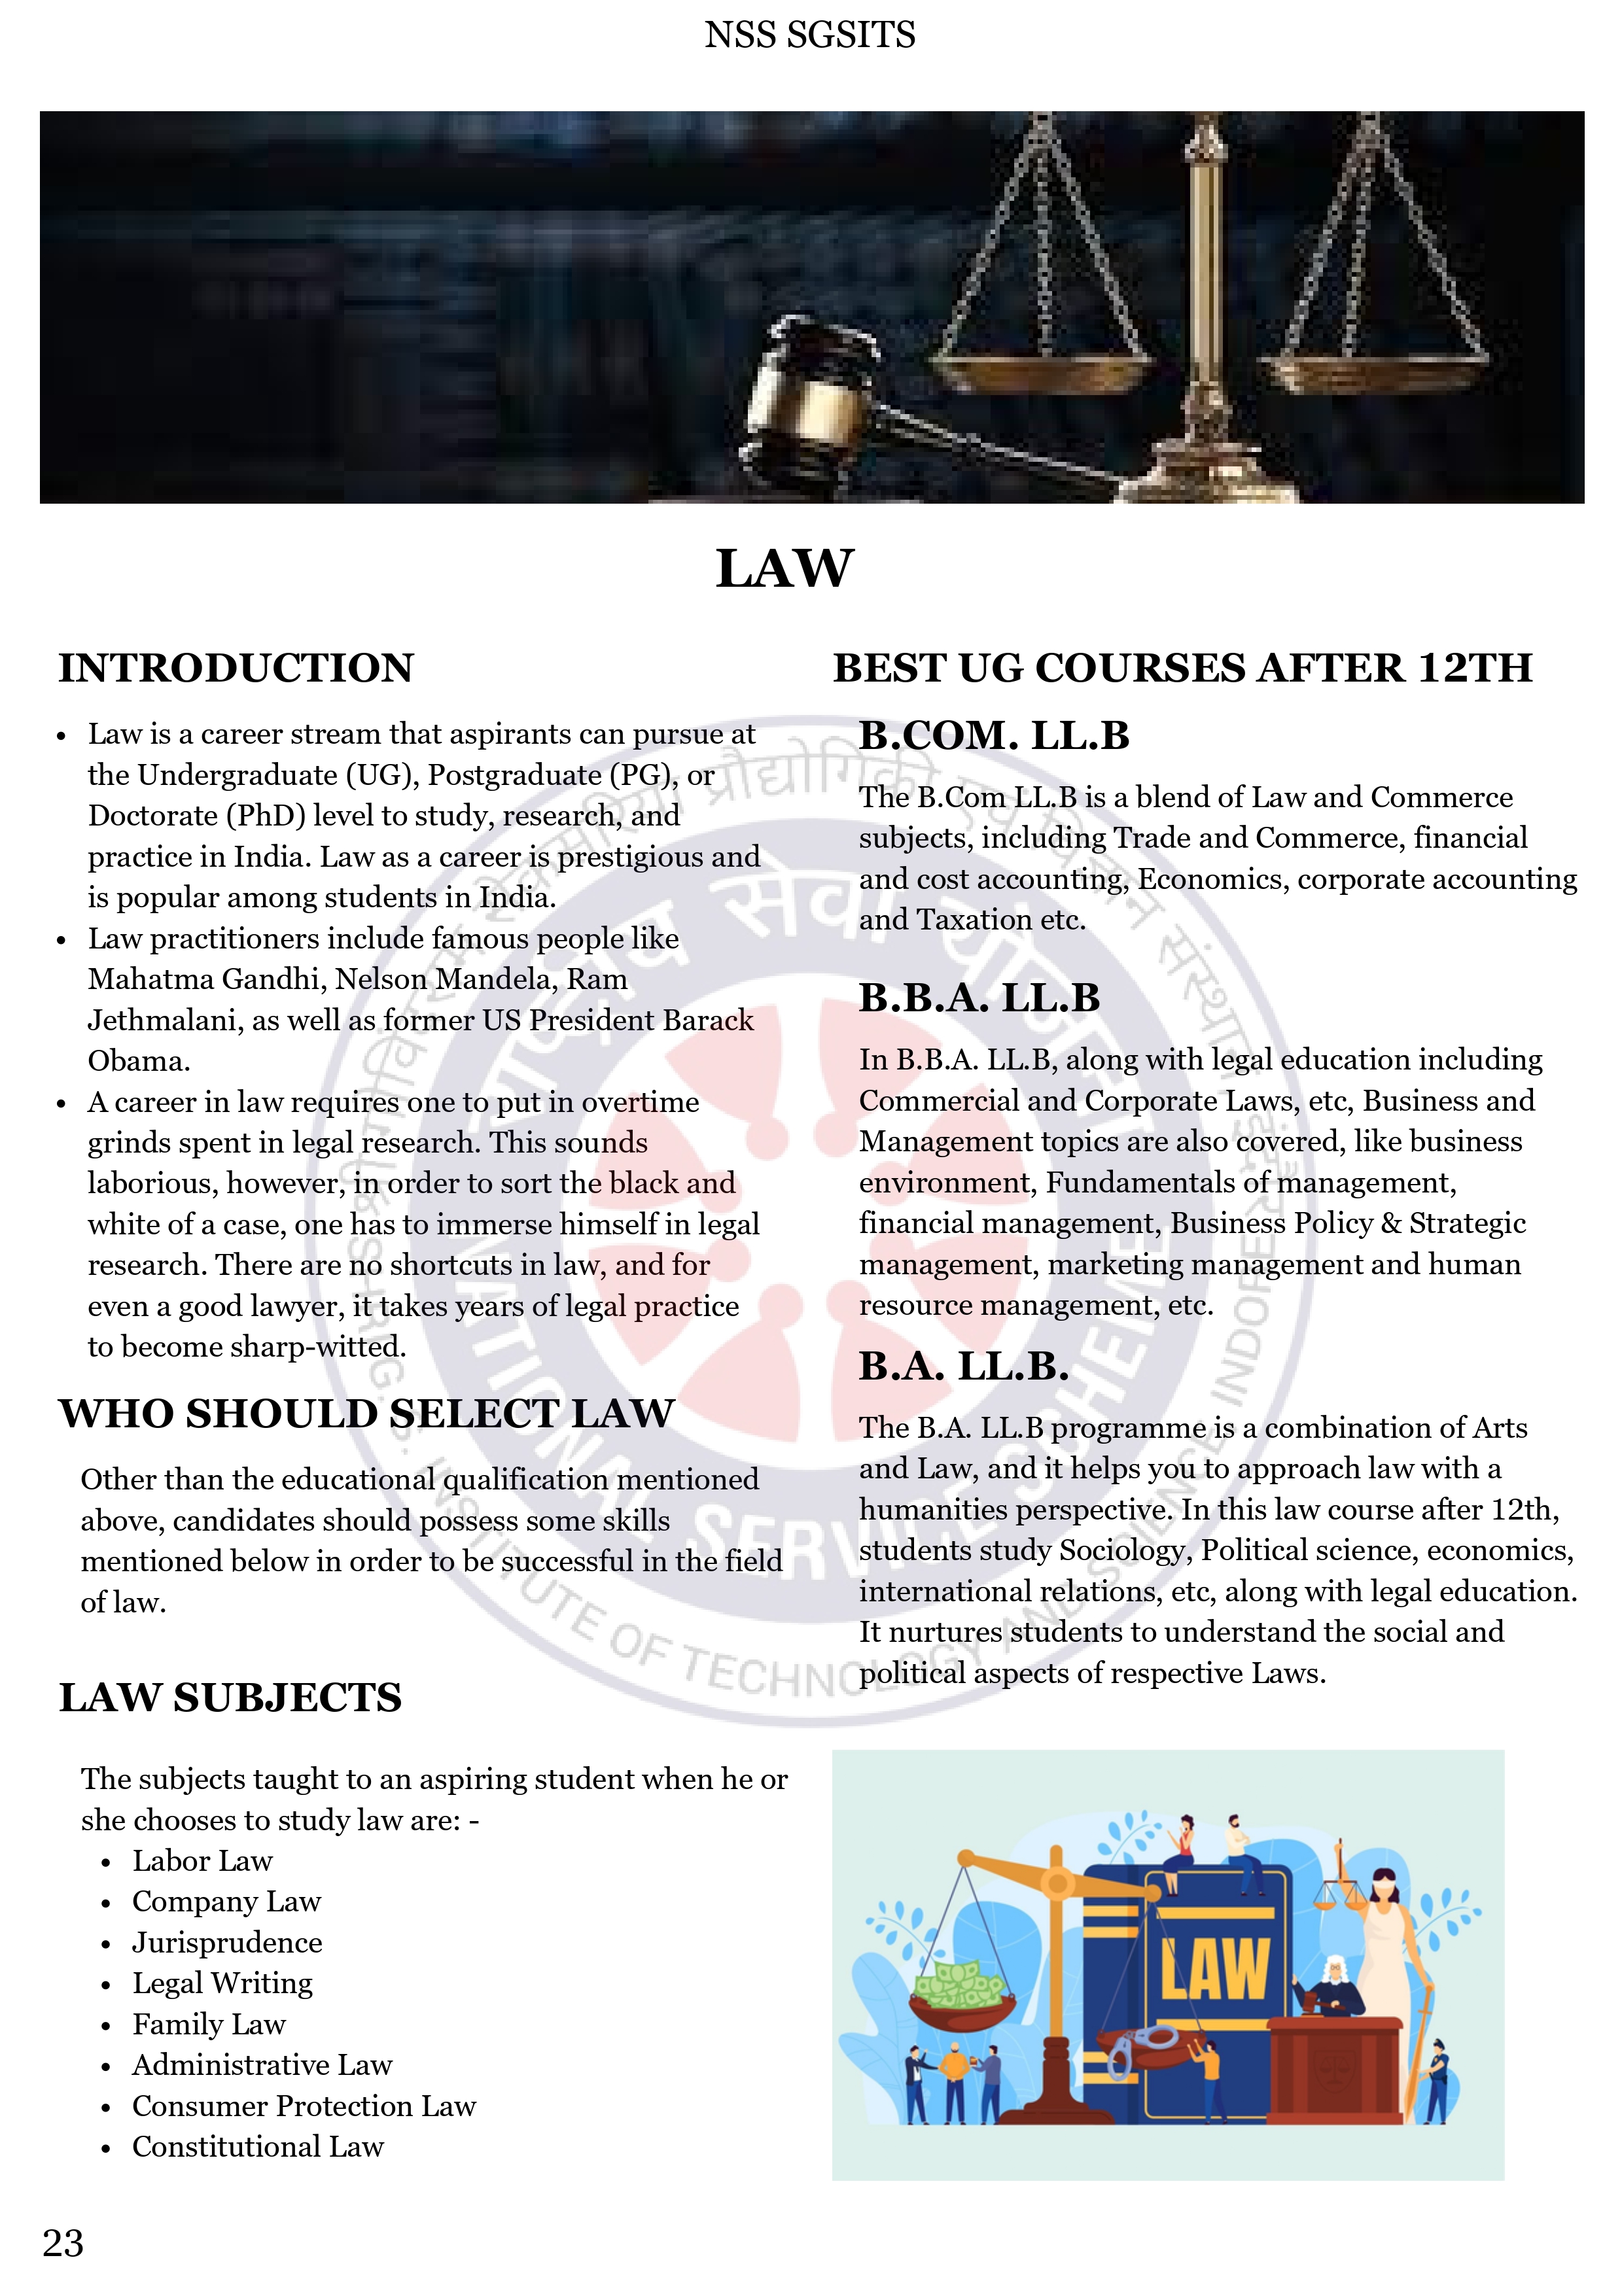 NSS SGSITS
LAW
INTRODUCTION
• Law is a career stream that aspirants can pursue at
the Undergraduate (UG), Postgraduate (PG), or
Doctorate (PhD) level to study, research, and
practice in India. Law as a career is prestigious and
is popular among students in India.
• Law practitioners include famous people like
Mahatma Gandhi, Nelson Mandela, Ram
Jethmalani, as well as former US President Barack
Obama.
• A career in law requires one to put in overtime
grinds spent in legal research. This sounds
laborious, however, in order to sort the black and
white of a case, one has to immerse himself in legal
research. There are no shortcuts in law, and for
even a good lawyer, it takes years of legal practice
to become sharp-witted.
WHO SHOULD SELECT LAW
Other than the educational qualification mentioned
above, candidates should possess some skills
mentioned below in order to be successful in the field
of law.
LAW SUBJECTS
The subjects taught to an aspiring student when he or
she chooses to study law are: -
• Labor Law
• Company Law
• Jurisprudence
• Legal Writing
• Family Law
• Administrative Law
• Consumer Protection Law
• Constitutional Law
BEST UG COURSES AFTER 12TH
B.COM. LL.B
The B.Com LL.B is a blend of Law and Commerce
subjects, including Trade and Commerce, financial
and cost accounting, Economics, corporate accounting
and Taxation etc.
B.B.A. LL.B
In B.B.A. LL.B, along with legal education including
Commercial and Corporate Laws, etc, Business and
Management topics are also covered, like business
environment, Fundamentals of management,
financial management, Business Policy & Strategic
management, marketing management and human
resource management, etc.
B.A. LL.B.
The B.A. LL.B programme is a combination of Arts
and Law, and it helps you to approach law with a
humanities perspective. In this law course after 12th,
students study Sociology, Political science, economics,
international relations, etc, along with legal education.
It nurtures students to understand the social and
political aspects of respective Laws.
LAW
राष्ट्रीय सेवा योजना
NATIONAL SERVICE SCHEME
प्रौद्योगिकी एवं विज्ञान संस्थान इंदौर
SHRI G. S. INSTITUTE OF TECHNOLOGY AND SCIENCE, INDORE
23